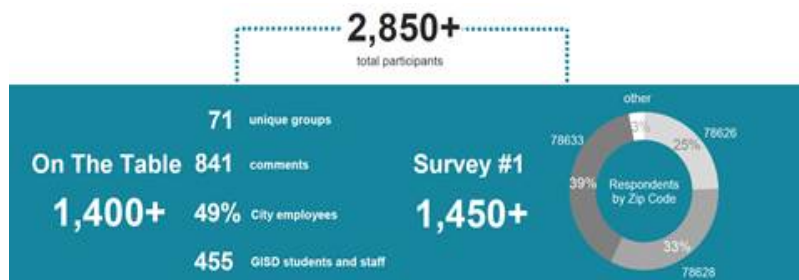 2,850+
total participants
On The Table
1,400+
71 unique groups
841 comments
49% City employees
455 GISD students and staff
Survey #1
1,450+
other
3%
78633
78626
25%
39%
Respondents
by Zip Code
33%
78628